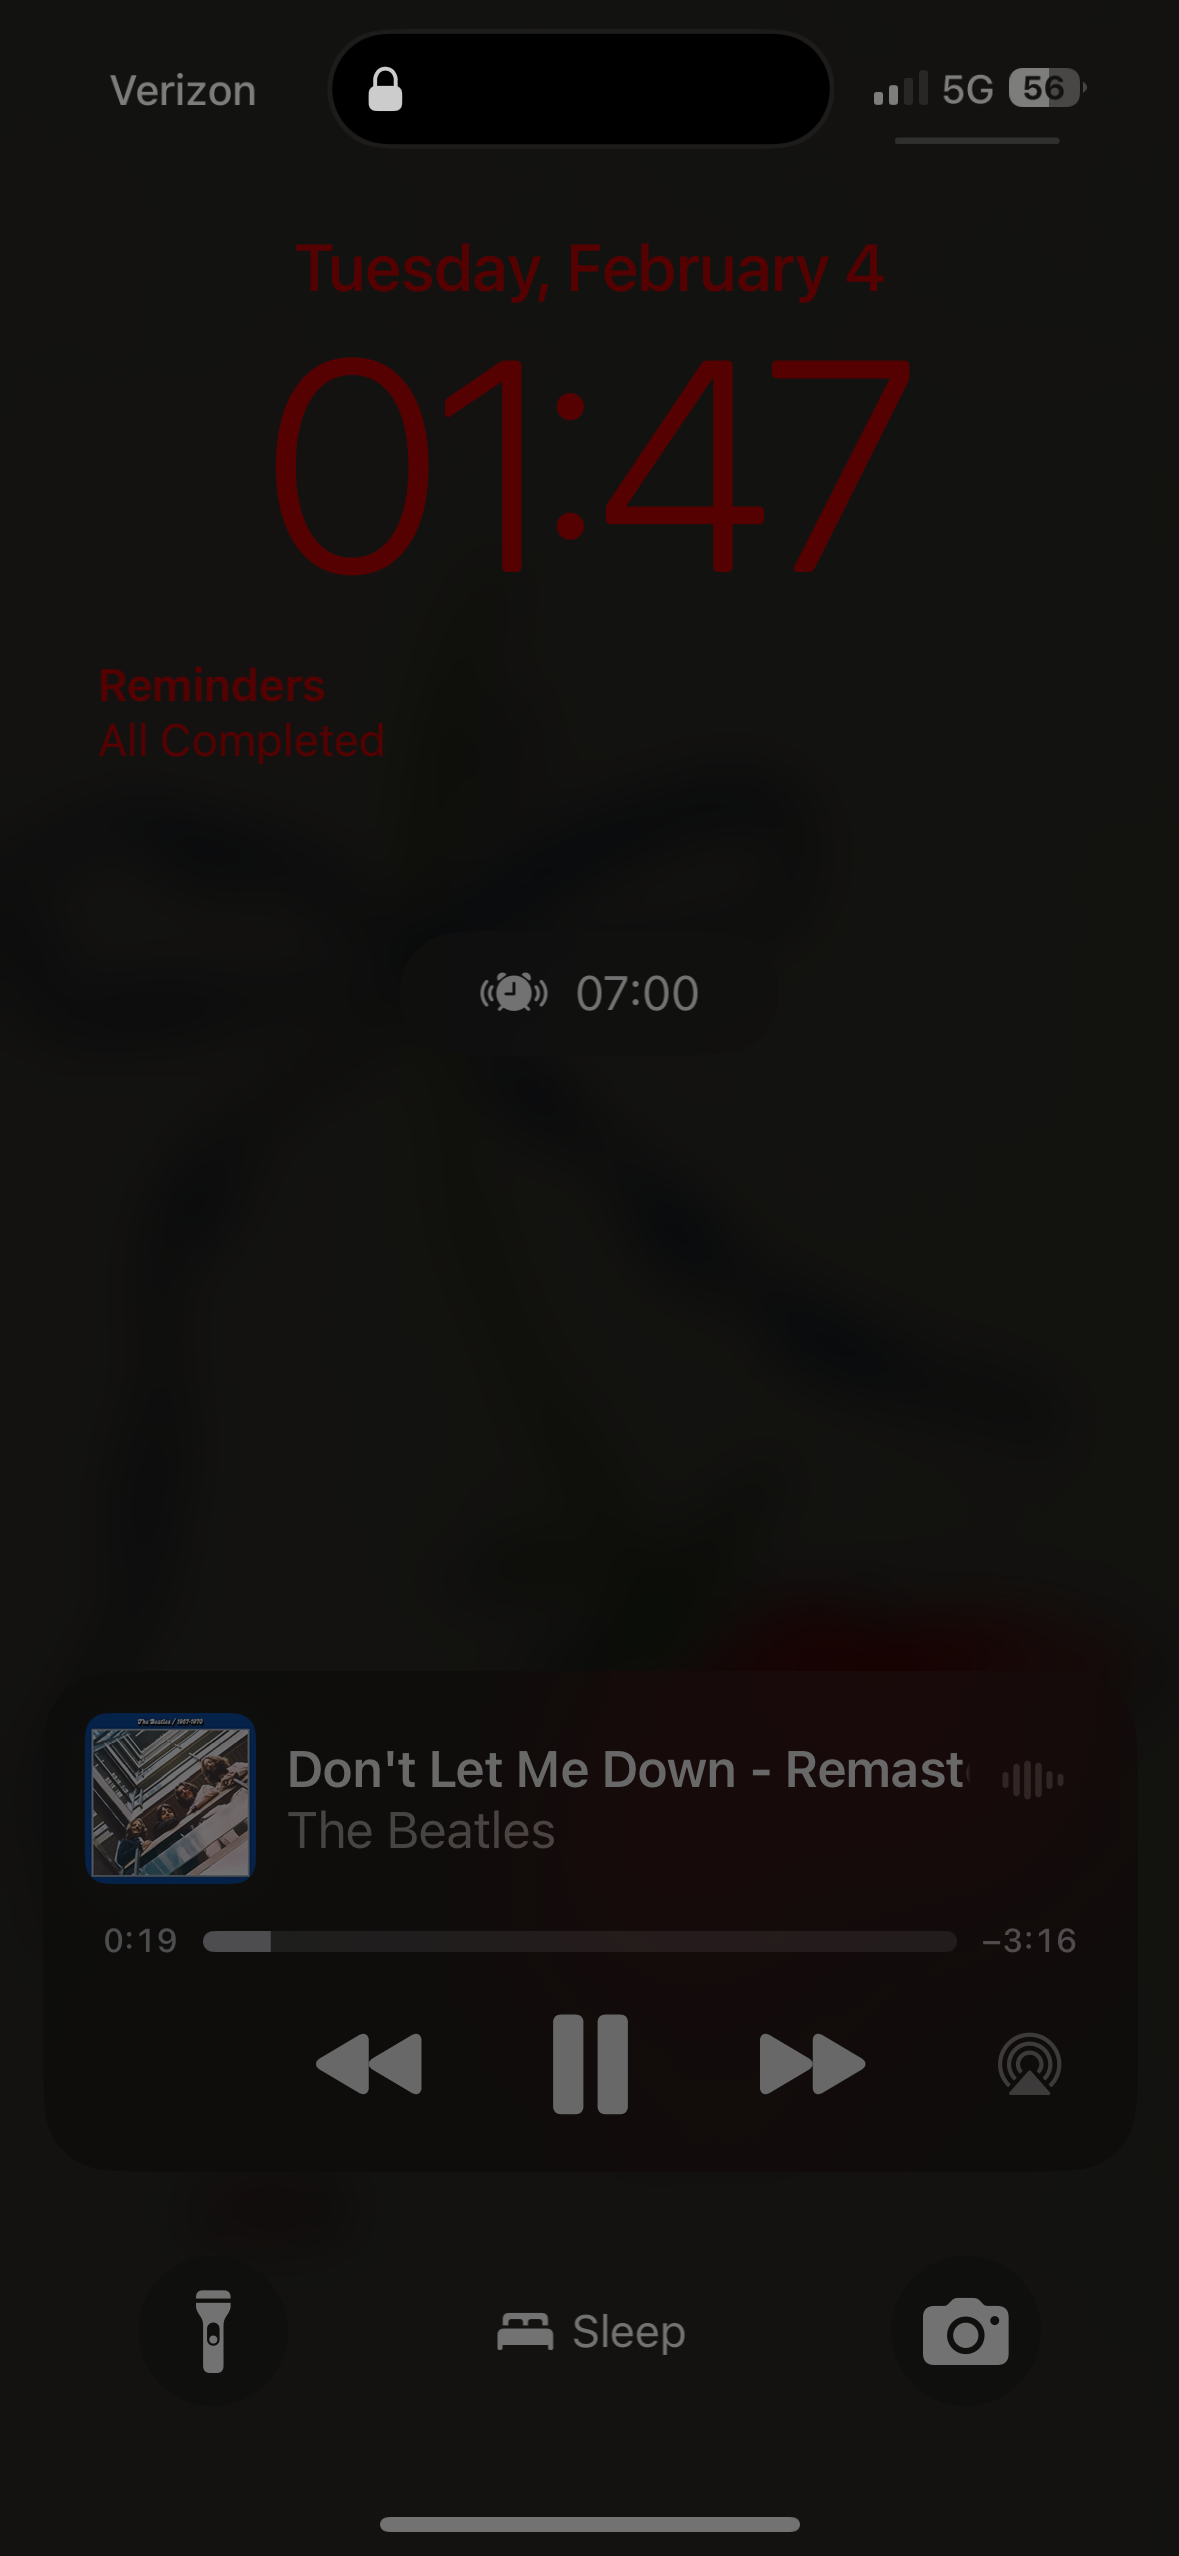 Verizon
5G
56
Tuesday, February 4
01:47
Reminders
All Completed
07:00
The Beatles / 1967-1970
Don't Let Me Down - Remast
The Beatles
0:19
–3:16
Sleep